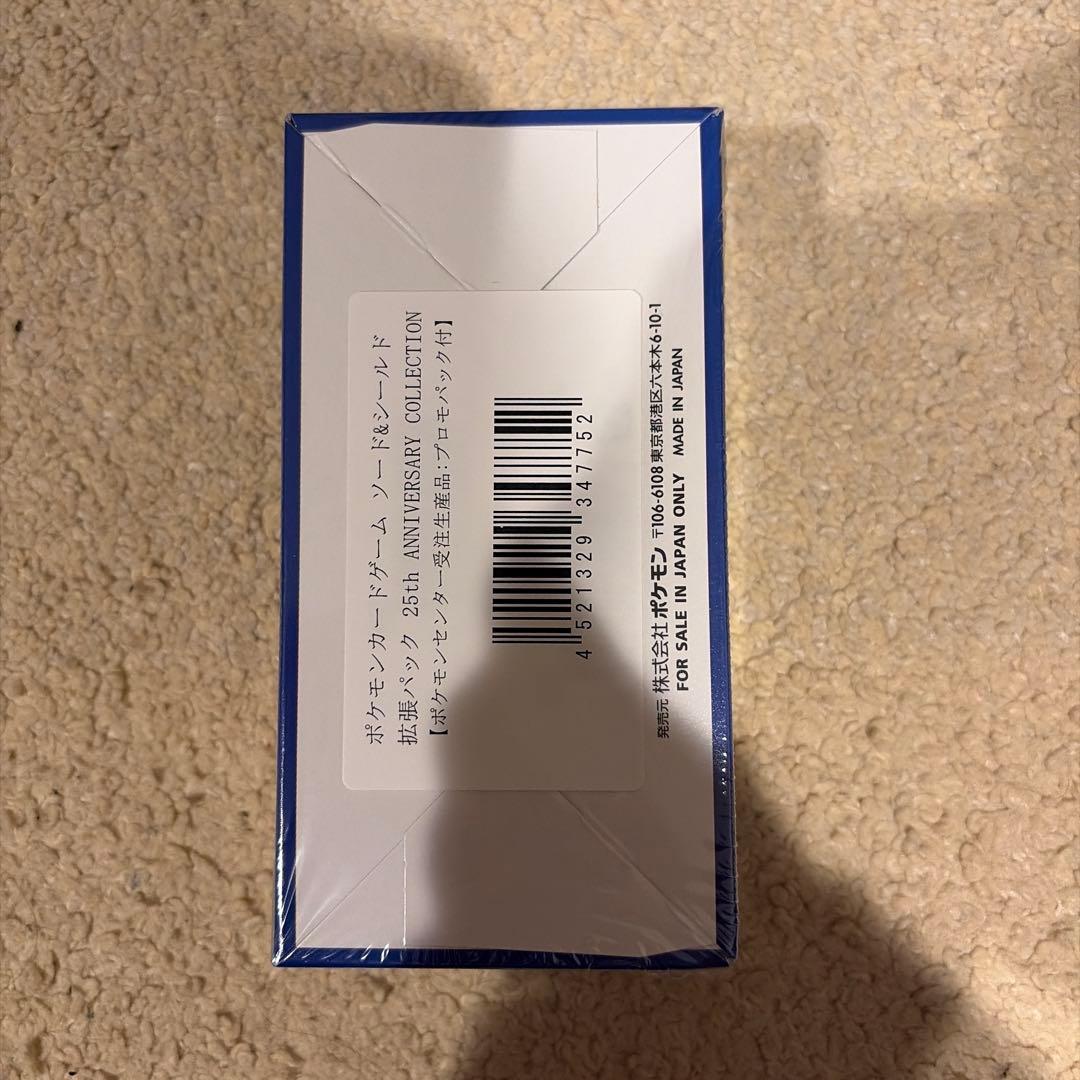 ポケモンカードゲーム ソード&シールド
拡張パック 25th ANNIVERSARY COLLECTION
【ポケモンセンター受注生産品:プロモパック付】
4 521329 347752
発売元 株式会社ポケモン 〒106-6108 東京都港区六本木6-10-1
FOR SALE IN JAPAN ONLY MADE IN JAPAN